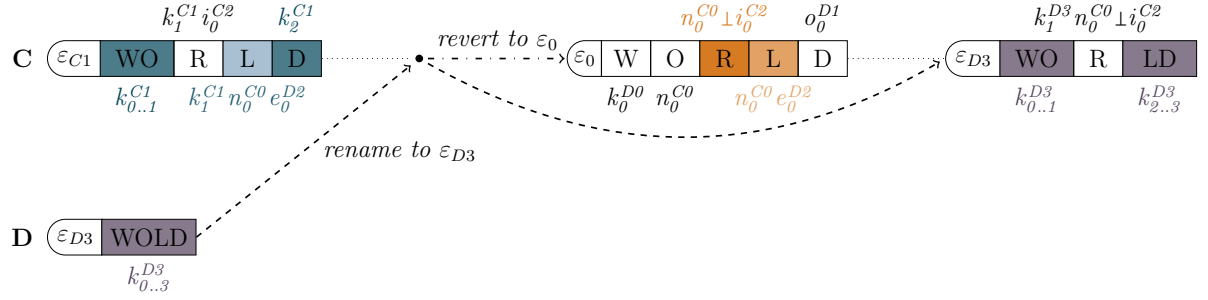 k_1^{C1} i_0^{C2} k_2^{C1} n_0^{C0} ⊥ i_0^{C2} o_0^{D1} k_1^{D3} n_0^{C0} ⊥ i_0^{C2}
C ε_{C1} WO R L D revert to ε_0 ε_0 W O R L D ε_{D3} WO R LD
k_{0..1}^{C1} k_1^{C1} n_0^{C0} e_0^{D2} k_0^{D0} n_0^{C0} n_0^{C0} e_0^{D2} k_{0..1}^{D3} k_{2..3}^{D3}
rename to ε_{D3}
D ε_{D3} WOLD
k_{0..3}^{D3}